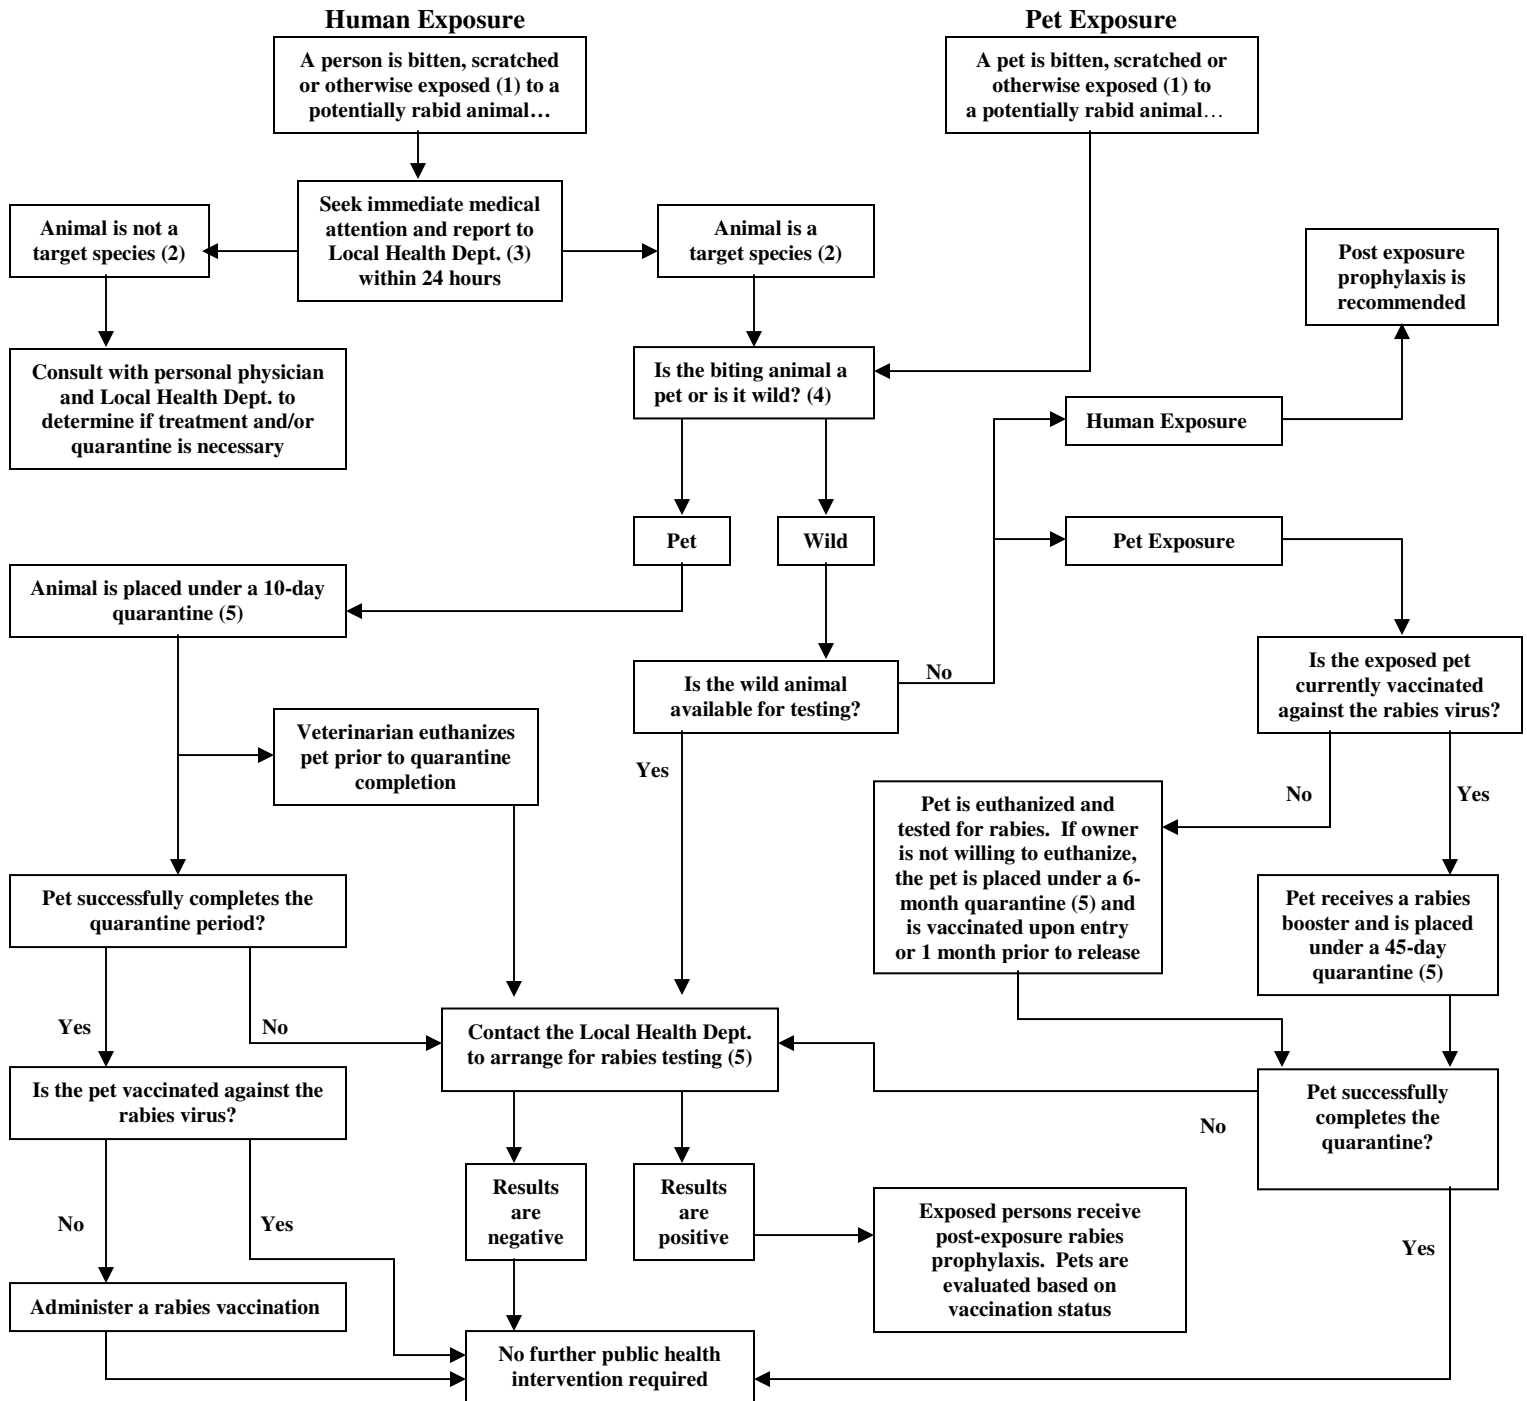 Human Exposure
Pet Exposure
A person is bitten, scratched
or otherwise exposed (1) to a
potentially rabid animal…
A pet is bitten, scratched or
otherwise exposed (1) to
a potentially rabid animal…
Seek immediate medical
attention and report to
Local Health Dept. (3)
within 24 hours
Animal is not a
target species (2)
Animal is a
target species (2)
Post exposure
prophylaxis is
recommended
Consult with personal physician
and Local Health Dept. to
determine if treatment and/or
quarantine is necessary
Is the biting animal a
pet or is it wild? (4)
Human Exposure
Pet
Wild
Pet Exposure
Animal is placed under a 10-day
quarantine (5)
Is the wild animal
available for testing?
No
Is the exposed pet
currently vaccinated
against the rabies virus?
Veterinarian euthanizes
pet prior to quarantine
completion
Yes
No
Yes
Pet is euthanized and
tested for rabies. If owner
is not willing to euthanize,
the pet is placed under a 6-
month quarantine (5) and
is vaccinated upon entry
or 1 month prior to release
Pet successfully completes the
quarantine period?
Pet receives a rabies
booster and is placed
under a 45-day
quarantine (5)
Yes
No
Contact the Local Health Dept.
to arrange for rabies testing (5)
Is the pet vaccinated against the
rabies virus?
Pet successfully
completes the
quarantine?
No
No
Yes
Results
are
negative
Results
are
positive
Exposed persons receive
post-exposure rabies
prophylaxis. Pets are
evaluated based on
vaccination status
Yes
Administer a rabies vaccination
No further public health
intervention required